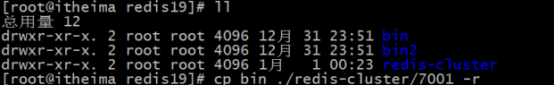 [root@itheima redis19]# ll
总用量 12
drwxr-xr-x. 2 root root 4096 12月 31 23:51 bin
drwxr-xr-x. 2 root root 4096 12月 31 23:51 bin2
drwxr-xr-x. 2 root root 4096 1月   1 00:23 redis-cluster
[root@itheima redis19]# cp bin ./redis-cluster/7001 -r